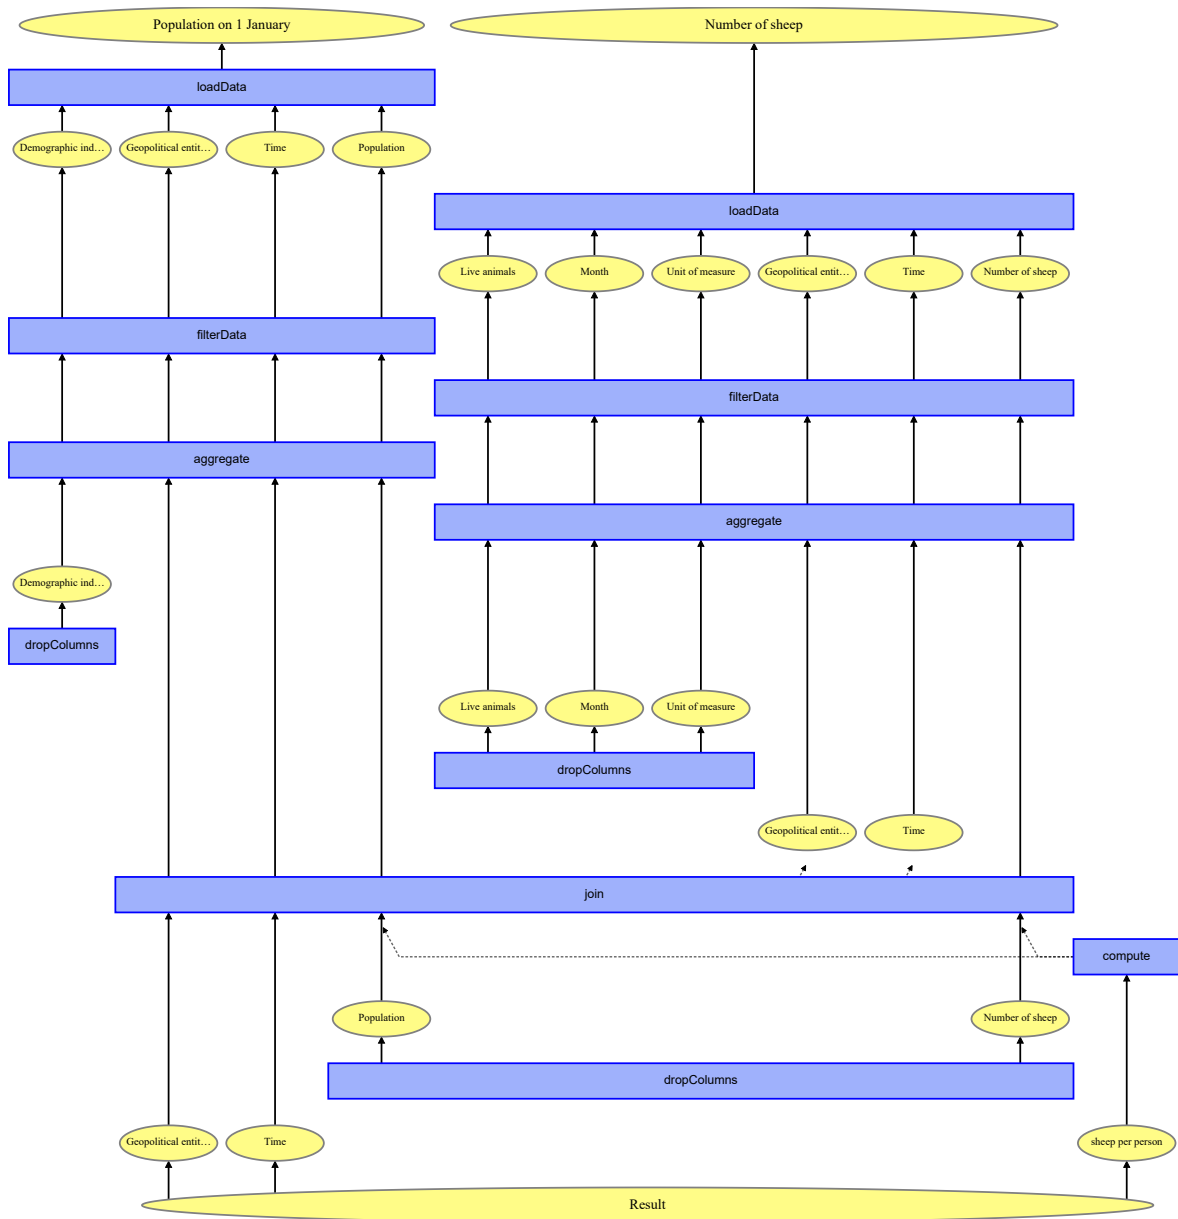 Population on 1 January
Number of sheep
loadData
Demographic ind…
Geopolitical entit…
Time
Population
loadData
Live animals
Month
Unit of measure
Geopolitical entit…
Time
Number of sheep
filterData
filterData
aggregate
aggregate
Demographic ind…
dropColumns
Live animals
Month
Unit of measure
dropColumns
Geopolitical entit…
Time
join
compute
Population
Number of sheep
dropColumns
Geopolitical entit…
Time
sheep per person
Result